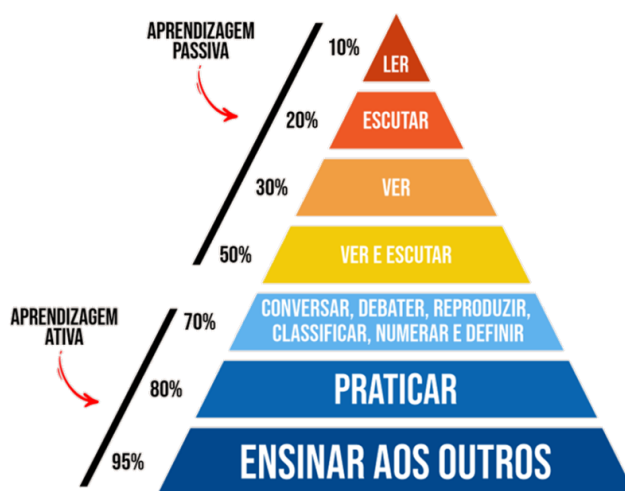 APRENDIZAGEM
PASSIVA
10%
LER
20%
ESCUTAR
30%
VER
50%
VER E ESCUTAR
APRENDIZAGEM
ATIVA
70%
CONVERSAR, DEBATER, REPRODUZIR,
CLASSIFICAR, NUMERAR E DEFINIR
80%
PRATICAR
95%
ENSINAR AOS OUTROS